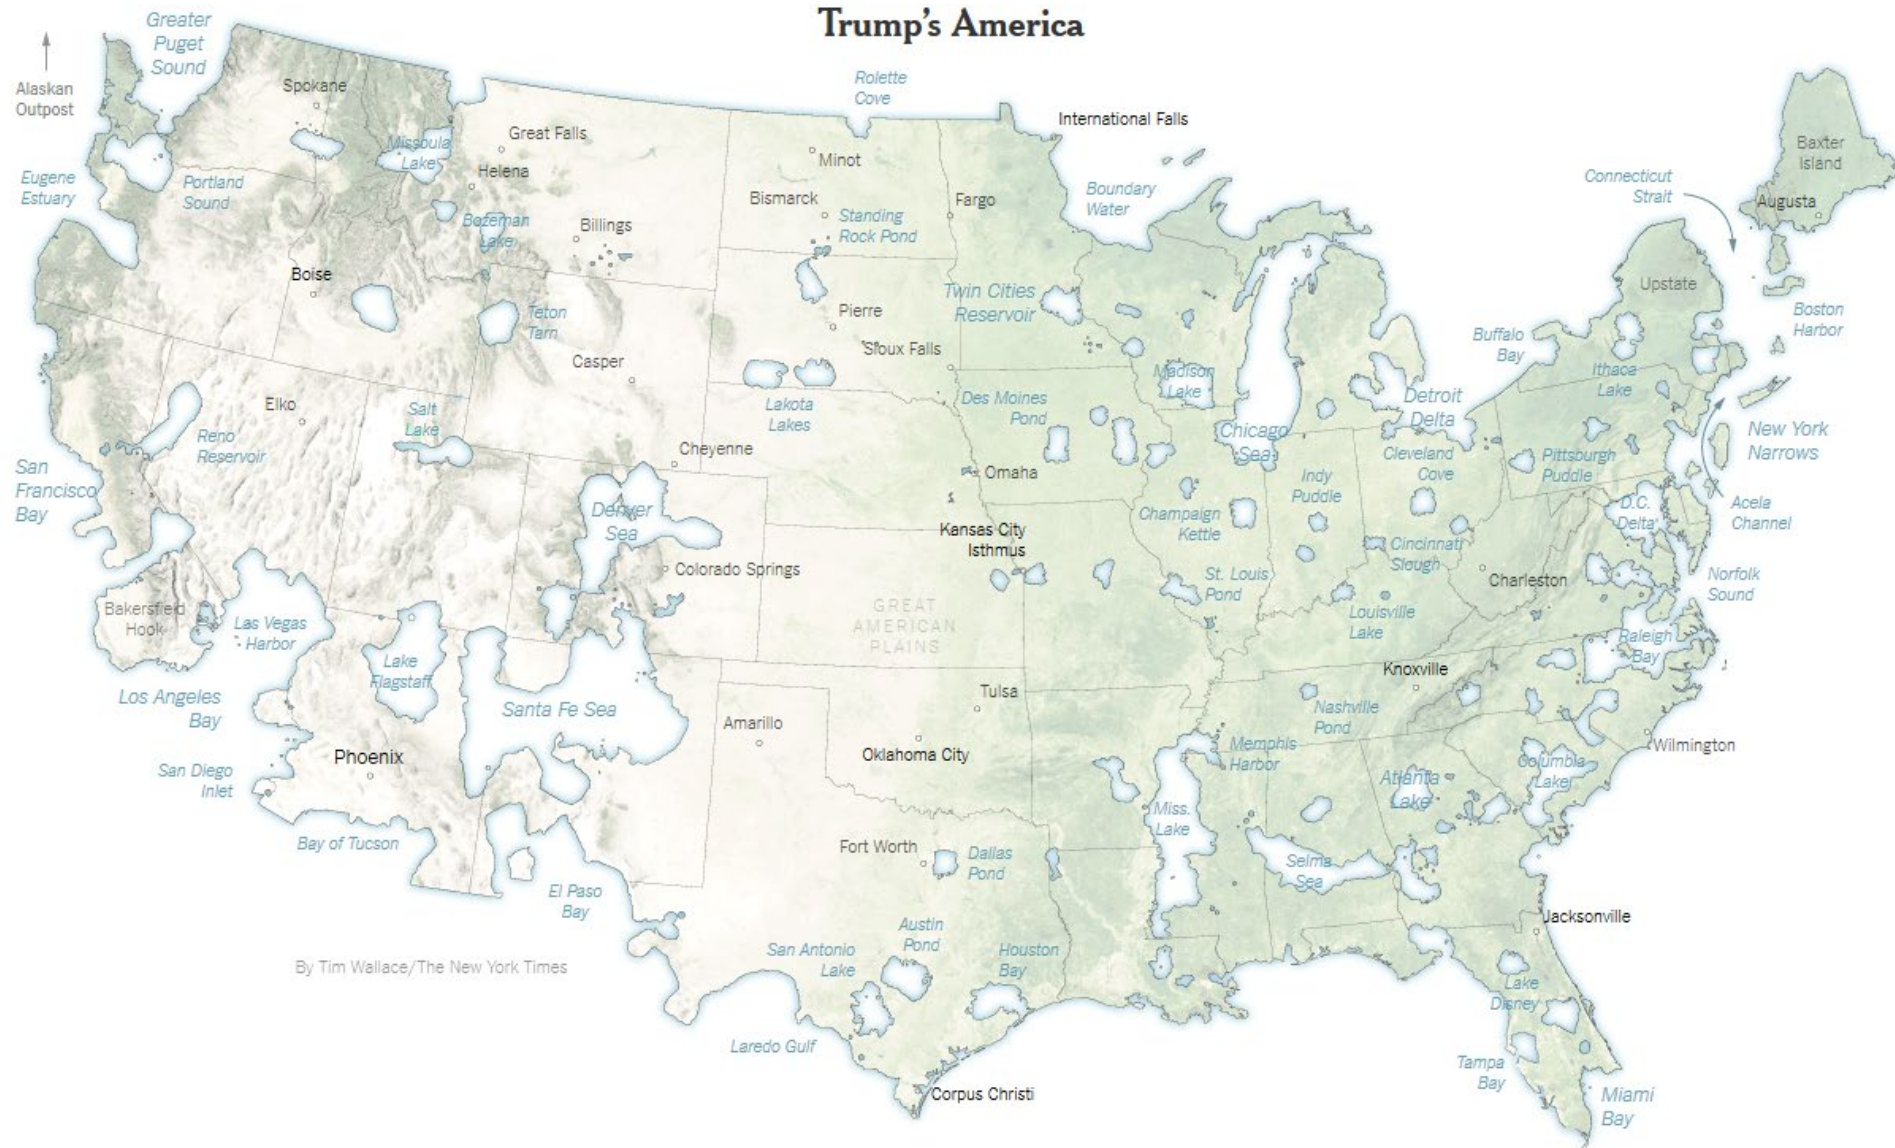 Trump's America
Greater
Puget
Sound
Alaskan
Outpost
Spokane
Rolette
Cove
International Falls
Great Falls
Missoula
Lake
Helena
Minot
Baxter
Island
Eugene
Estuary
Portland
Sound
Bozeman
Lake
Billings
Bismarck
Standing
Rock Pond
Fargo
Boundary
Water
Connecticut
Strait
Augusta
Boise
Teton
Tarn
Pierre
Twin Cities
Reservoir
Upstate
Boston
Harbor
Casper
Sioux Falls
Buffalo
Bay
Madison
Lake
Ithaca
Lake
Elko
Salt
Lake
Lakota
Lakes
Des Moines
Pond
Detroit
Delta
Reno
Reservoir
Cheyenne
Chicago
Sea
Cleveland
Cove
New York
Narrows
San
Francisco
Bay
Omaha
Indy
Puddle
Pittsburgh
Puddle
Denver
Sea
Champaign
Kettle
D.C.
Delta
Acela
Channel
Kansas City
Isthmus
Cincinnati
Slough
Colorado Springs
St. Louis
Pond
Charleston
Norfolk
Sound
Bakersfield
Hook
Las Vegas
Harbor
GREAT
AMERICAN
PLAINS
Louisville
Lake
Raleigh
Bay
Lake
Flagstaff
Knoxville
Los Angeles
Bay
Santa Fe Sea
Tulsa
Nashville
Pond
Amarillo
Phoenix
Oklahoma City
Memphis
Harbor
Wilmington
San Diego
Inlet
Atlanta
Lake
Columbia
Lake
Miss.
Lake
Bay of Tucson
Fort Worth
Dallas
Pond
Selma
Sea
El Paso
Bay
Jacksonville
Austin
Pond
San Antonio
Lake
Houston
Bay
By Tim Wallace/The New York Times
Lake
Disney
Laredo Gulf
Tampa
Bay
Corpus Christi
Miami
Bay